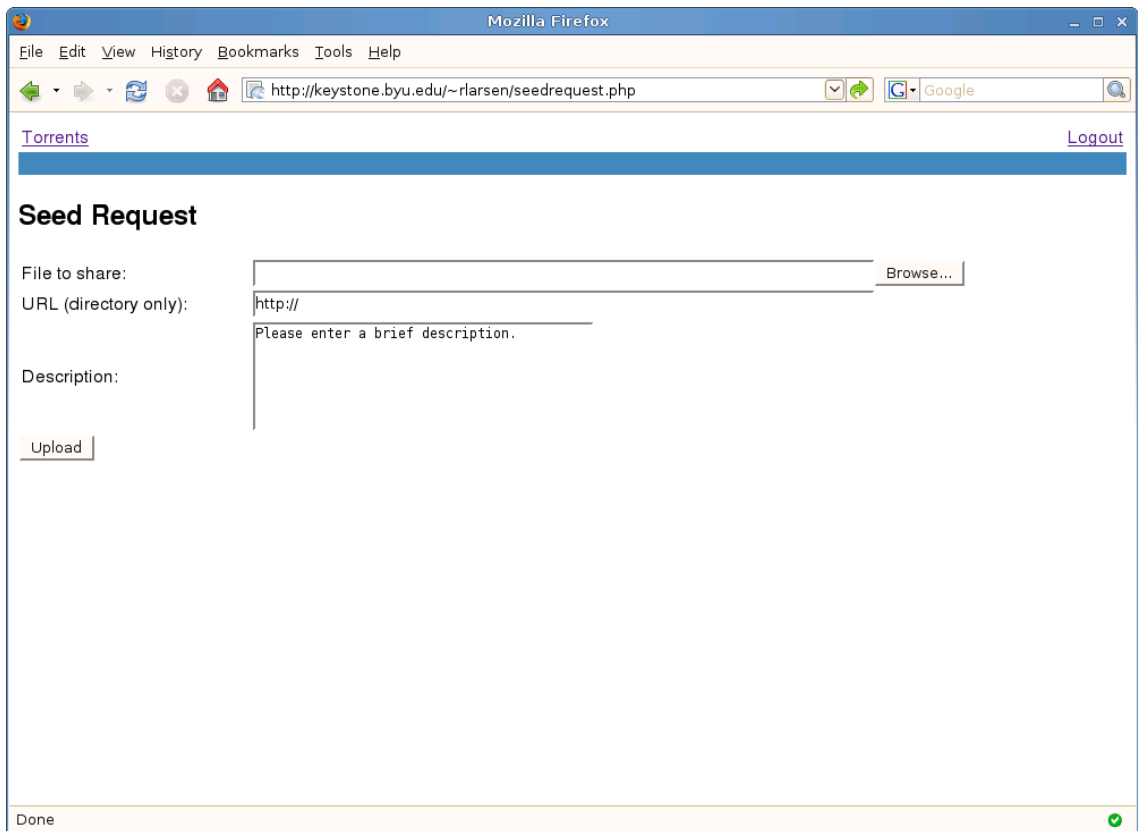 Mozilla Firefox
File Edit View History Bookmarks Tools Help
http://keystone.byu.edu/~rlarsen/seedrequest.php G Google
Torrents Logout
Seed Request
File to share: Browse...
URL (directory only): http://
Please enter a brief description.
Description:
Upload
Done